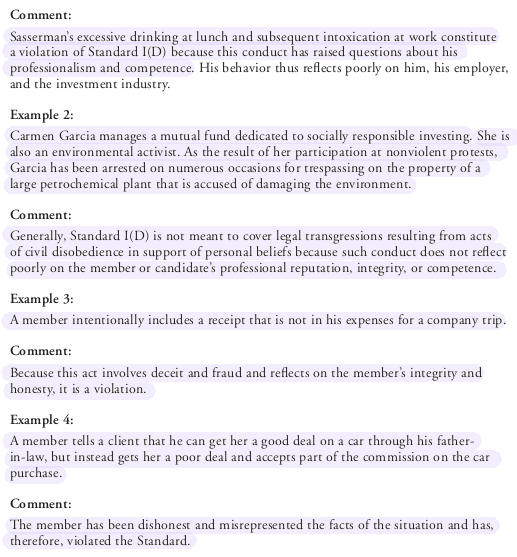 Comment:
Sasserman's excessive drinking at lunch and subsequent intoxication at work constitute
a violation of Standard I(D) because this conduct has raised questions about his
professionalism and competence. His behavior thus reflects poorly on him, his employer,
and the investment industry.
Example 2:
Carmen Garcia manages a mutual fund dedicated to socially responsible investing. She is
also an environmental activist. As the result of her participation at nonviolent protests,
Garcia has been arrested on numerous occasions for trespassing on the property of a
large petrochemical plant that is accused of damaging the environment.
Comment:
Generally, Standard I(D) is not meant to cover legal transgressions resulting from acts
of civil disobedience in support of personal beliefs because such conduct does not reflect
poorly on the member or candidate's professional reputation, integrity, or competence.
Example 3:
A member intentionally includes a receipt that is not in his expenses for a company trip.
Comment:
Because this act involves deceit and fraud and reflects on the member's integrity and
honesty, it is a violation.
Example 4:
A member tells a client that he can get her a good deal on a car through his father-
in-law, but instead gets her a poor deal and accepts part of the commission on the car
purchase.
Comment:
The member has been dishonest and misrepresented the facts of the situation and has,
therefore, violated the Standard.